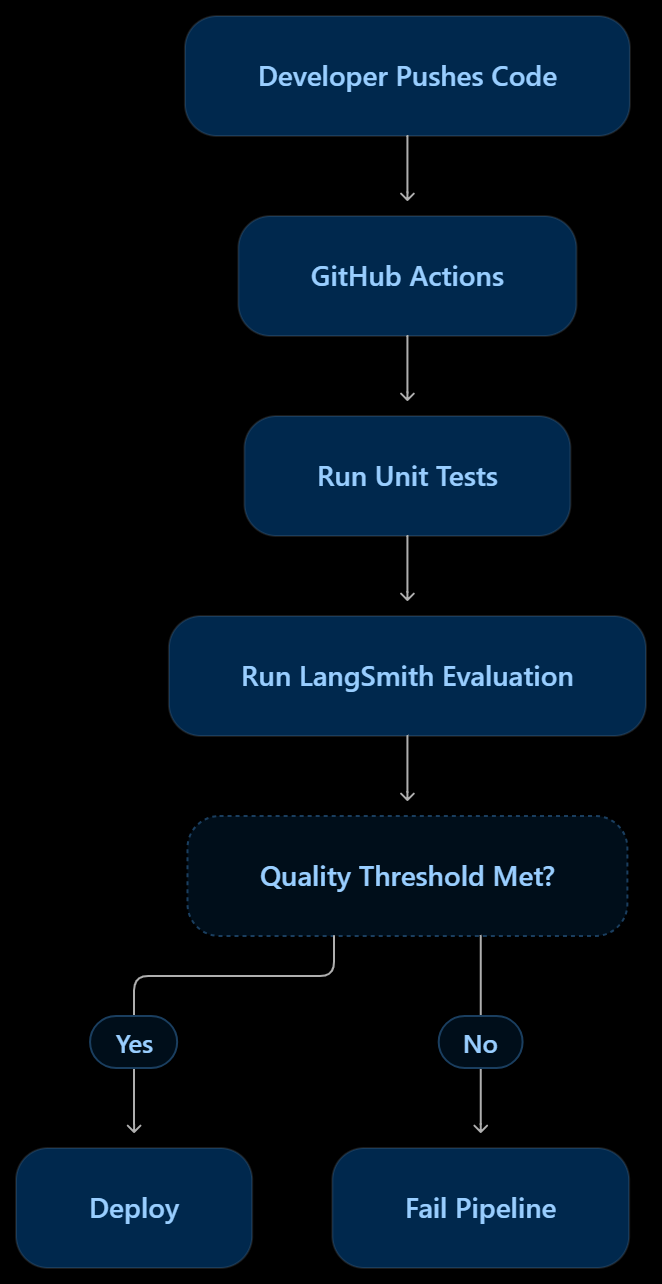 Developer Pushes Code
GitHub Actions
Run Unit Tests
Run LangSmith Evaluation
Quality Threshold Met?
Yes
No
Deploy
Fail Pipeline